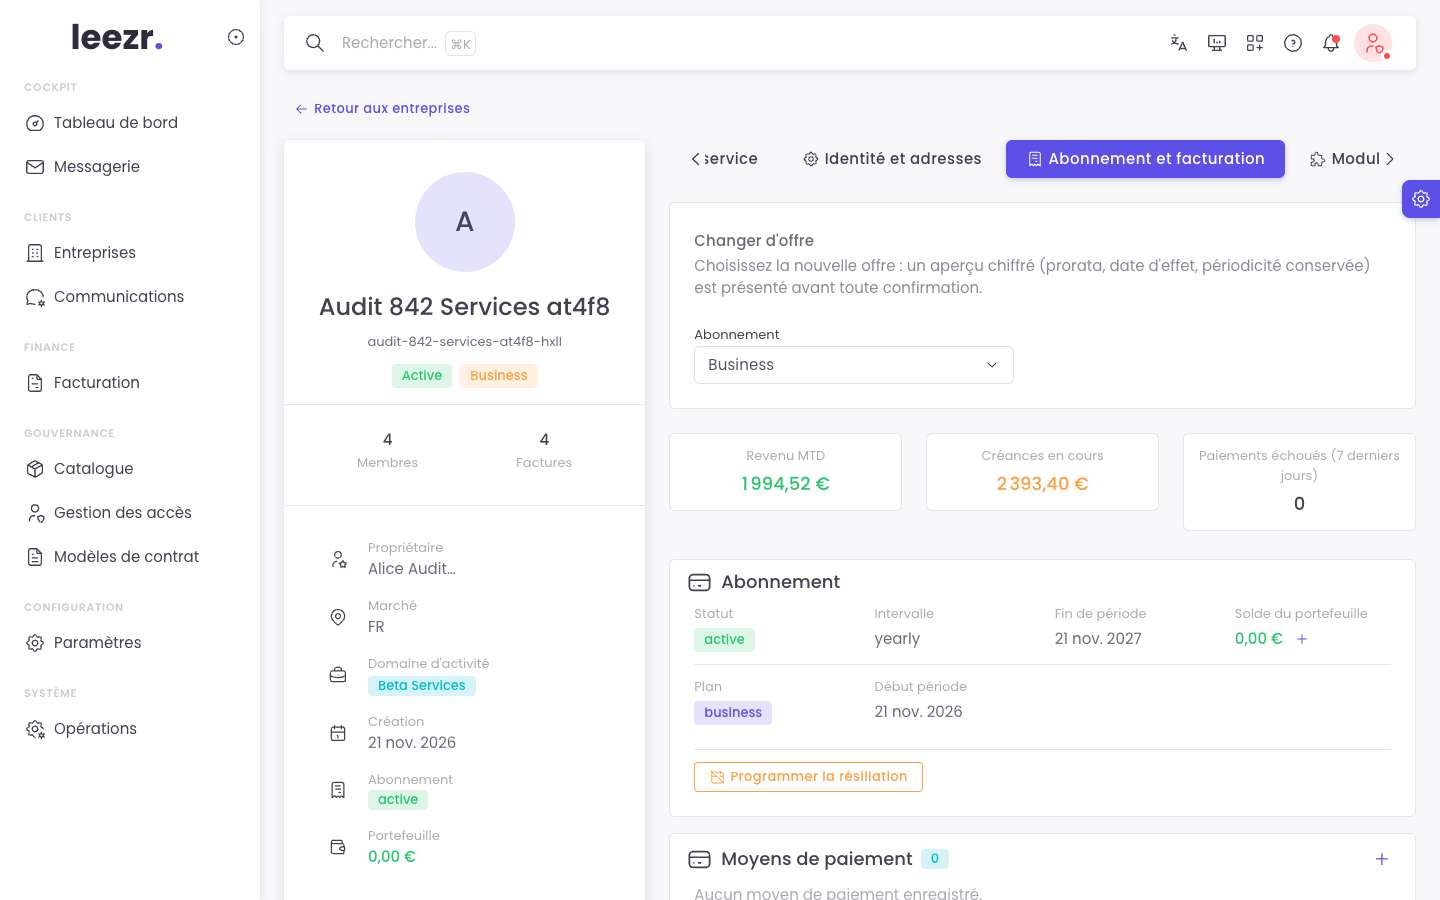 leezr.
COCKPIT
Tableau de bord
Messagerie
CLIENTS
Entreprises
Communications
FINANCE
Facturation
GOUVERNANCE
Catalogue
Gestion des accès
Modèles de contrat
CONFIGURATION
Paramètres
SYSTÈME
Opérations
Rechercher... ⌘K
Retour aux entreprises
A
Audit 842 Services at4f8
audit-842-services-at4f8-hxll
Active Business
4 4
Membres Factures
Propriétaire
Alice Audit...
Marché
FR
Domaine d'activité
Beta Services
Création
21 nov. 2026
Abonnement
active
Portefeuille
0,00 €
service Identité et adresses Abonnement et facturation Modul
Changer d'offre
Choisissez la nouvelle offre : un aperçu chiffré (prorata, date d'effet, périodicité conservée)
est présenté avant toute confirmation.
Abonnement
Business
Revenu MTD
1 994,52 €
Créances en cours
2 393,40 €
Paiements échoués (7 derniers
jours)
0
Abonnement
Statut Intervalle Fin de période Solde du portefeuille
active yearly 21 nov. 2027 0,00 €
Plan Début période
business 21 nov. 2026
Programmer la résiliation
Moyens de paiement 0
Aucun moyen de paiement enregistré.